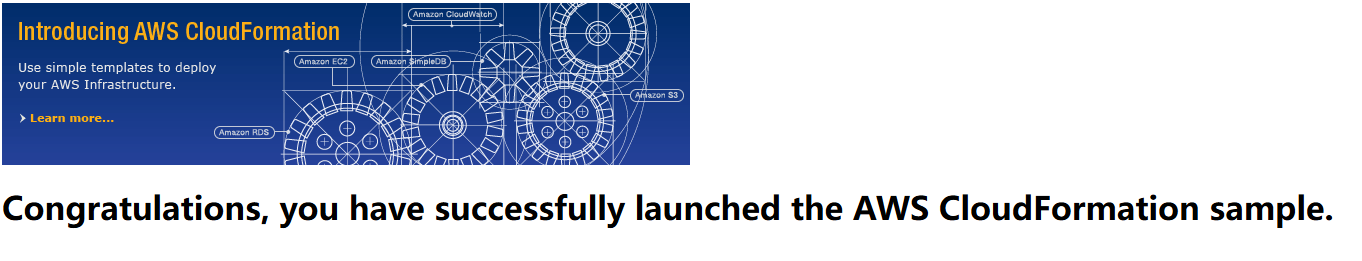 Introducing AWS CloudFormation
Use simple templates to deploy
your AWS Infrastructure.
Learn more...
Amazon CloudWatch
Amazon EC2
Amazon SimpleDB
Amazon S3
Amazon RDS
Congratulations, you have successfully launched the AWS CloudFormation sample.